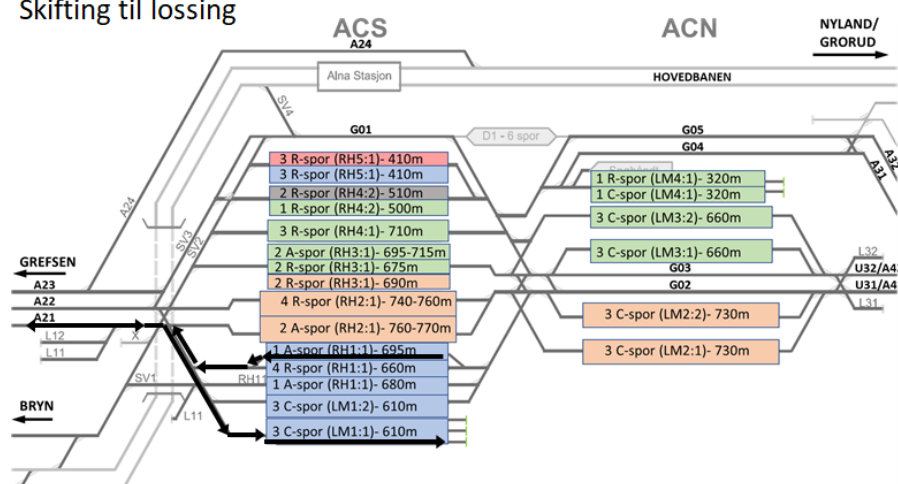 Skifting til lossing
ACS
ACN
NYLAND/
GRORUD
A24
Alna Stasjon
HOVEDBANEN
SV4
G01
D1 - 6 spor
G05
G04
A32
A31
3 R-spor (RH5:1)- 410m
3 R-spor (RH5:1)- 410m
2 R-spor (RH4:2)- 510m
1 R-spor (RH4:2)- 500m
3 R-spor (RH4:1)- 710m
2 A-spor (RH3:1)- 695-715m
2 R-spor (RH3:1)- 675m
2 R-spor (RH3:1)- 690m
4 R-spor (RH2:1)- 740-760m
2 A-spor (RH2:1)- 760-770m
1 A-spor (RH1:1)- 695m
4 R-spor (RH1:1)- 660m
1 A-spor (RH1:1)- 680m
3 C-spor (LM1:2)- 610m
3 C-spor (LM1:1)- 610m
1 R-spor (LM4:1)- 320m
1 C-spor (LM4:1)- 320m
3 C-spor (LM3:2)- 660m
3 C-spor (LM3:1)- 660m
G03
G02
3 C-spor (LM2:2)- 730m
3 C-spor (LM2:1)- 730m
L32
U32/A4
U31/A4
L31
A24
SV3
SV2
GREFSEN
A23
A22
A21
L12
L11
X
SV1
RH11
L11
BRYN